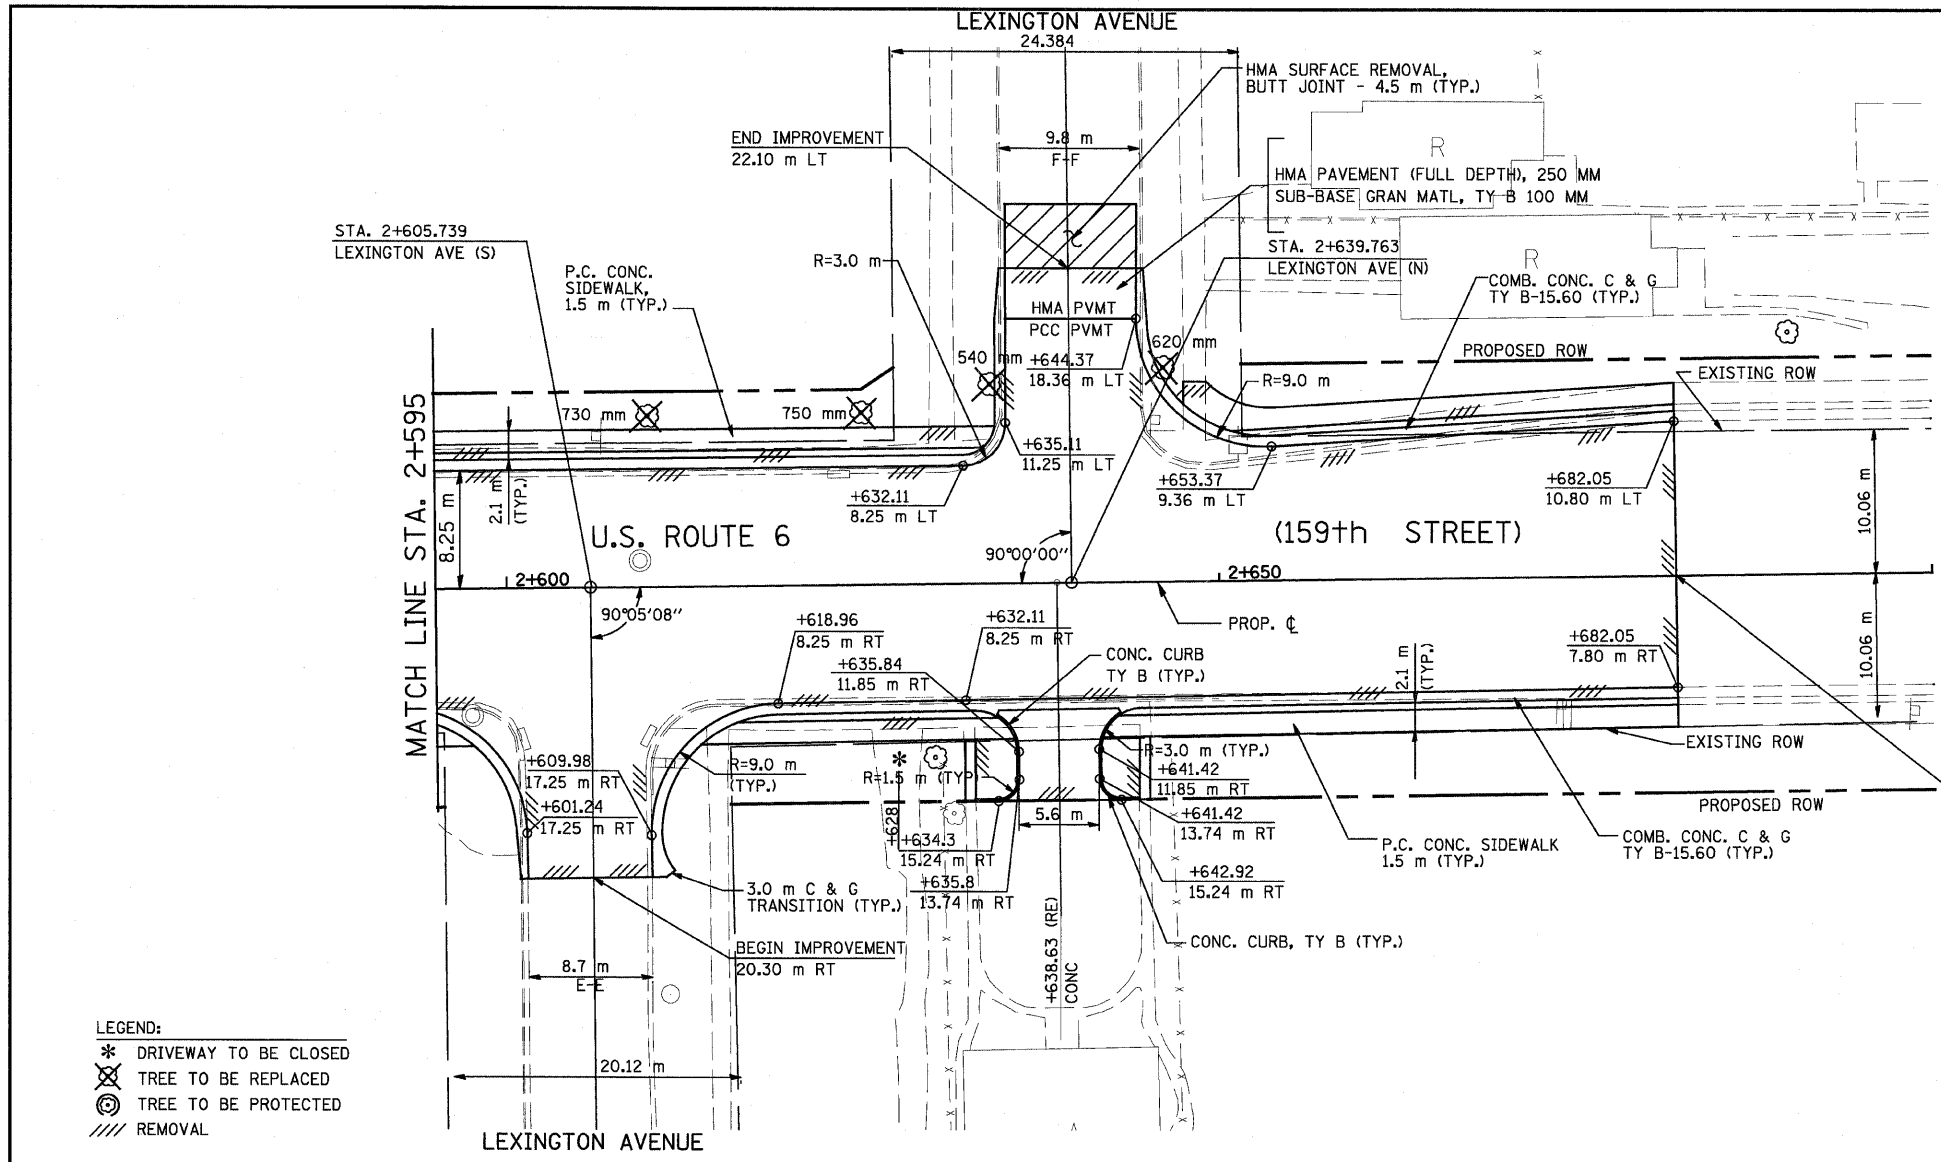 LEXINGTON AVENUE
24.384
HMA SURFACE REMOVAL,
BUTT JOINT - 4.5 m (TYP.)
END IMPROVEMENT
22.10 m LT
9.8 m
F-F
R
HMA PAVEMENT (FULL DEPTH), 250 MM
SUB-BASE GRAN MATL, TY B 100 MM
STA. 2+605.739
LEXINGTON AVE (S)
R=3.0 m
STA. 2+639.763
LEXINGTON AVE (N)
R
P.C. CONC.
SIDEWALK,
1.5 m (TYP.)
COMB. CONC. C & G
TY B-15.60 (TYP.)
HMA PVMT
PCC PVMT
540 mm
+644.37
18.36 m LT
620 mm
PROPOSED ROW
EXISTING ROW
R=9.0 m
730 mm
750 mm
MATCH LINE STA. 2+595
8.25 m
2.1 m
(TYP.)
+635.11
11.25 m LT
+632.11
8.25 m LT
+653.37
9.36 m LT
+682.05
10.80 m LT
10.06 m
U.S. ROUTE 6
(159th STREET)
90°00'00"
2+600
2+650
90°05'08"
PROP. ℄
+618.96
8.25 m RT
+632.11
8.25 m RT
+635.84
11.85 m RT
CONC. CURB
TY B (TYP.)
2.1 m
(TYP.)
+682.05
7.80 m RT
10.06 m
EXISTING ROW
+609.98
17.25 m RT
+601.24
17.25 m RT
R=9.0 m
(TYP.)
*
R=1.5 m (TYP)
R=3.0 m (TYP.)
+641.42
11.85 m RT
PROPOSED ROW
+628
+634.3
15.24 m RT
5.6 m
+641.42
13.74 m RT
P.C. CONC. SIDEWALK
1.5 m (TYP.)
COMB. CONC. C & G
TY B-15.60 (TYP.)
3.0 m C & G
TRANSITION (TYP.)
+635.8
13.74 m RT
+642.92
15.24 m RT
BEGIN IMPROVEMENT
20.30 m RT
CONC. CURB, TY B (TYP.)
8.7 m
E-E
+638.63 (RE)
CONC
20.12 m
LEGEND:
* DRIVEWAY TO BE CLOSED
TREE TO BE REPLACED
TREE TO BE PROTECTED
REMOVAL
LEXINGTON AVENUE